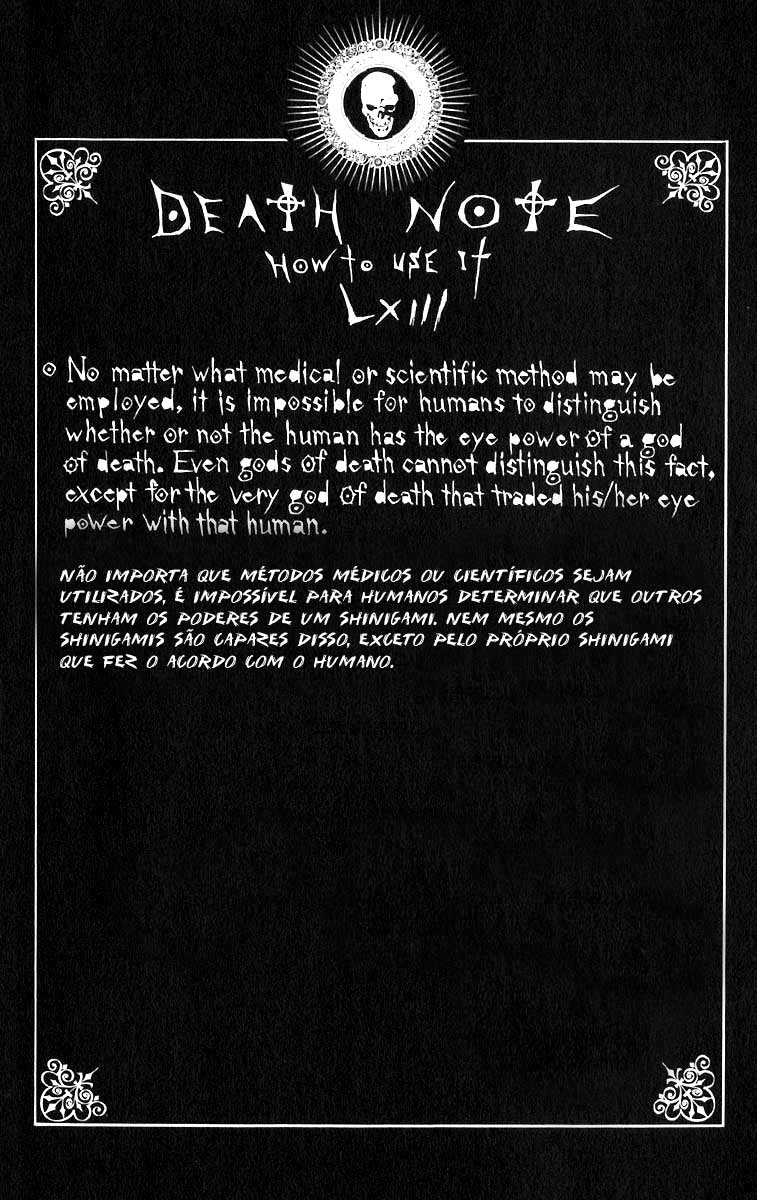 DEATH NOTE
HOW to USE It
LXIII
No matter what medical or scientific method may be
employed, it is impossible for humans to distinguish
whether or not the human has the eye power of a god
of death. Even gods of death cannot distinguish this fact,
except for the very god of death that traded his/her eye
power with that human.
NÃO IMPORTA QUE MÉTODOS MÉDICOS OU CIENTÍFICOS SEJAM
UTILIZADOS, É IMPOSSÍVEL PARA HUMANOS DETERMINAR QUE OUTROS
TENHAM OS PODERES DE UM SHINIGAMI. NEM MESMO OS
SHINIGAMIS SÃO CAPAZES DISSO, EXCETO PELO PRÓPRIO SHINIGAMI
QUE FEZ O ACORDO COM O HUMANO.